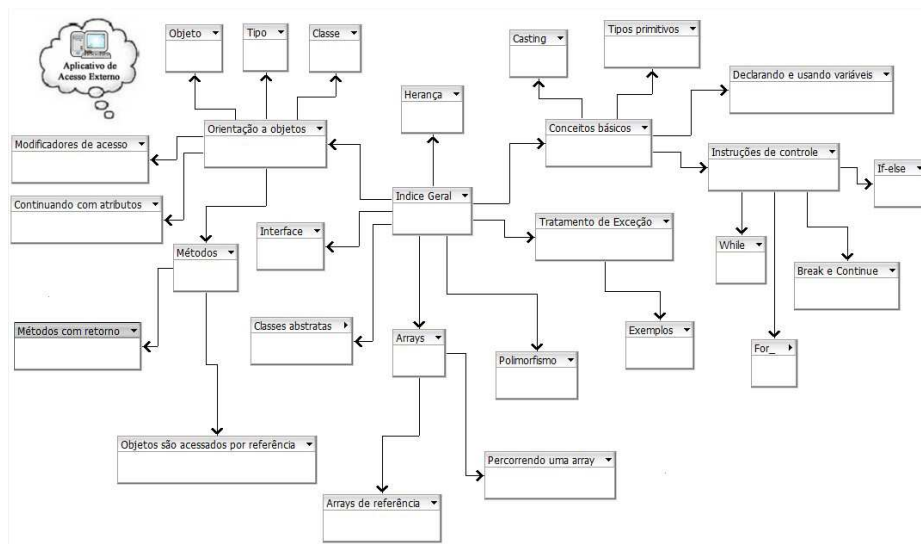 Aplicativo de
Acesso Externo
Objeto
Tipo
Classe
Casting
Tipos primitivos
Declarando e usando variáveis
Herança
Orientação a objetos
Conceitos básicos
Modificadores de acesso
Instruções de controle
If-else
Continuando com atributos
Indice Geral
Interface
Tratamento de Exceção
Métodos
While
Break e Continue
Métodos com retorno
Classes abstratas
Arrays
Exemplos
For_
Polimorfismo
Objetos são acessados por referência
Percorrendo uma array
Arrays de referência